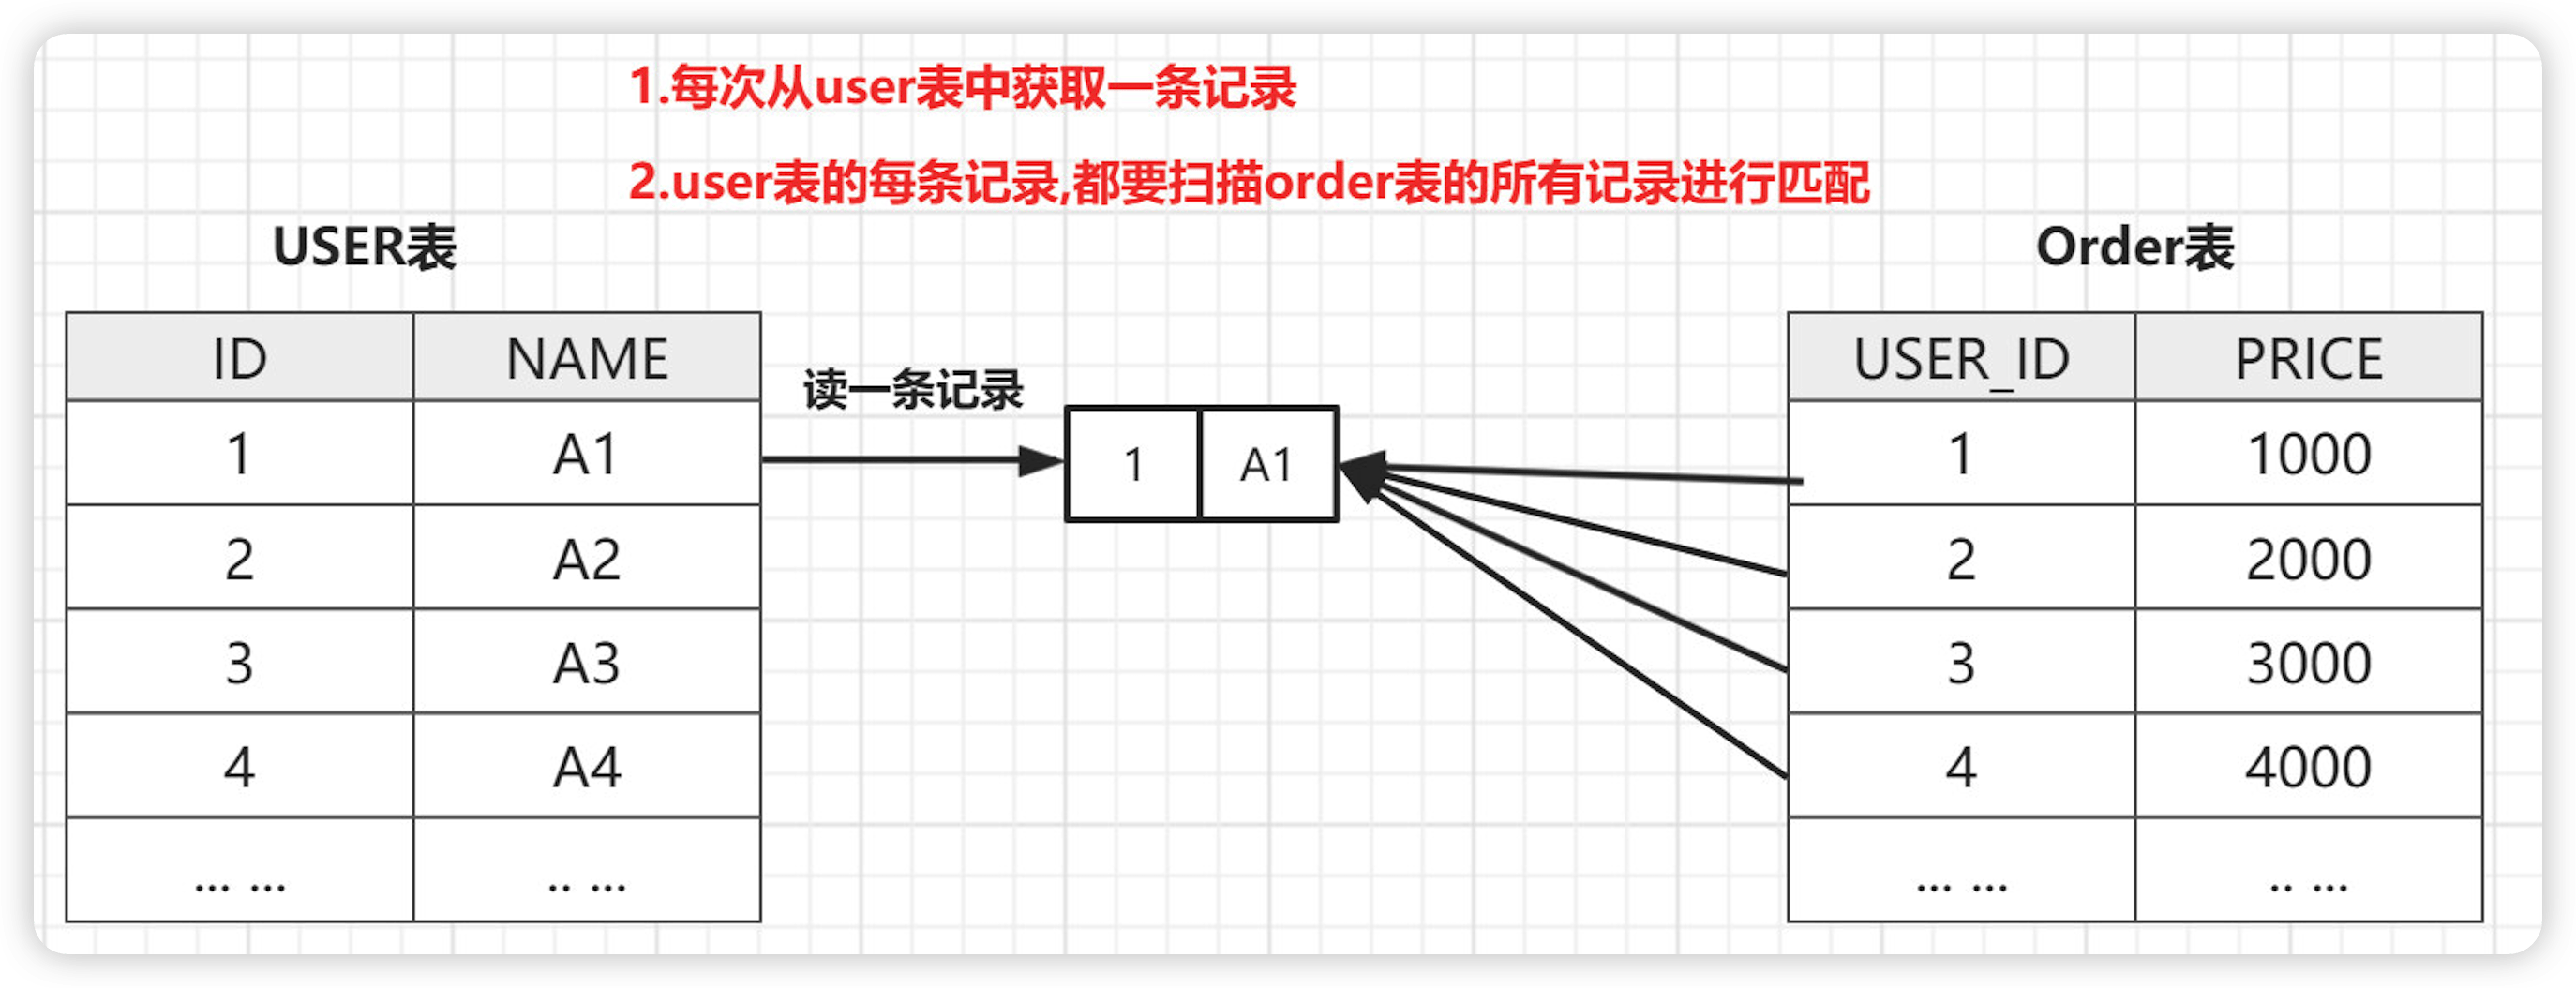 1.每次从user表中获取一条记录
2.user表的每条记录,都要扫描order表的所有记录进行匹配
USER表
Order表
ID NAME
1 A1
2 A2
3 A3
4 A4
... ... .. ...
读一条记录
1 A1
USER_ID PRICE
1 1000
2 2000
3 3000
4 4000
... ... .. ...